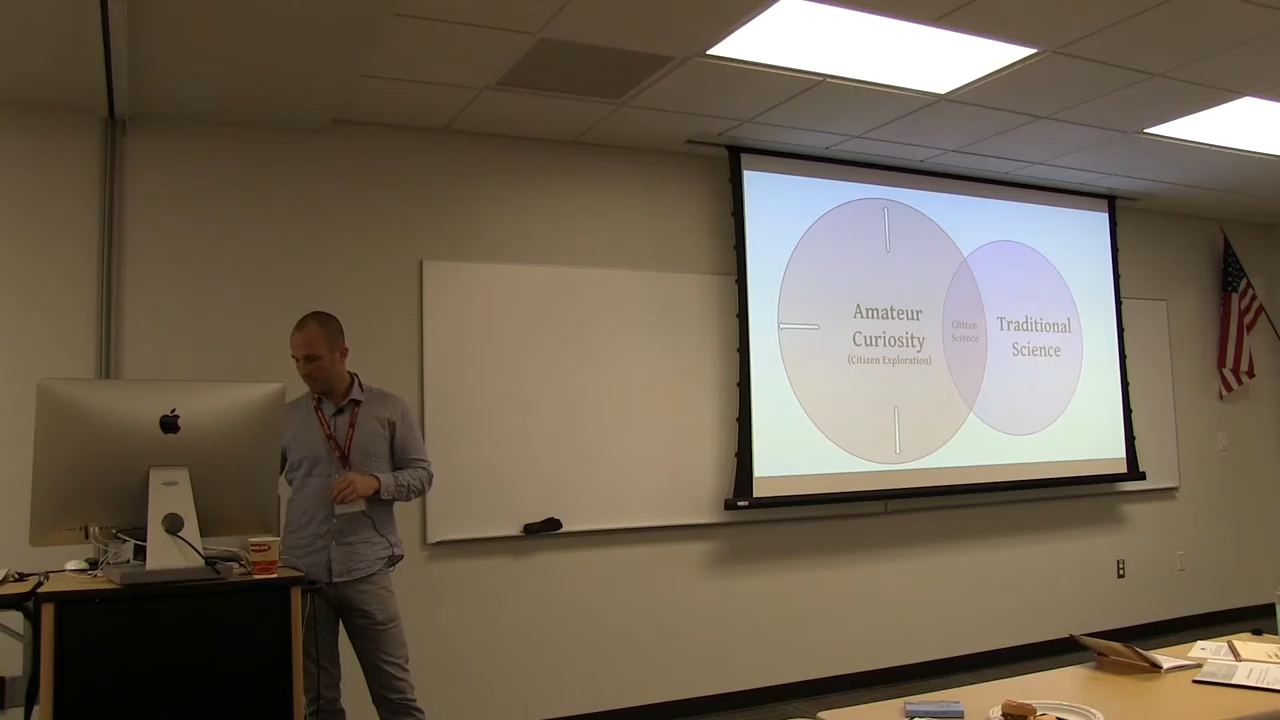 Amateur
Curiosity
(Citizen Exploration)
Citizen
Science
Traditional
Science